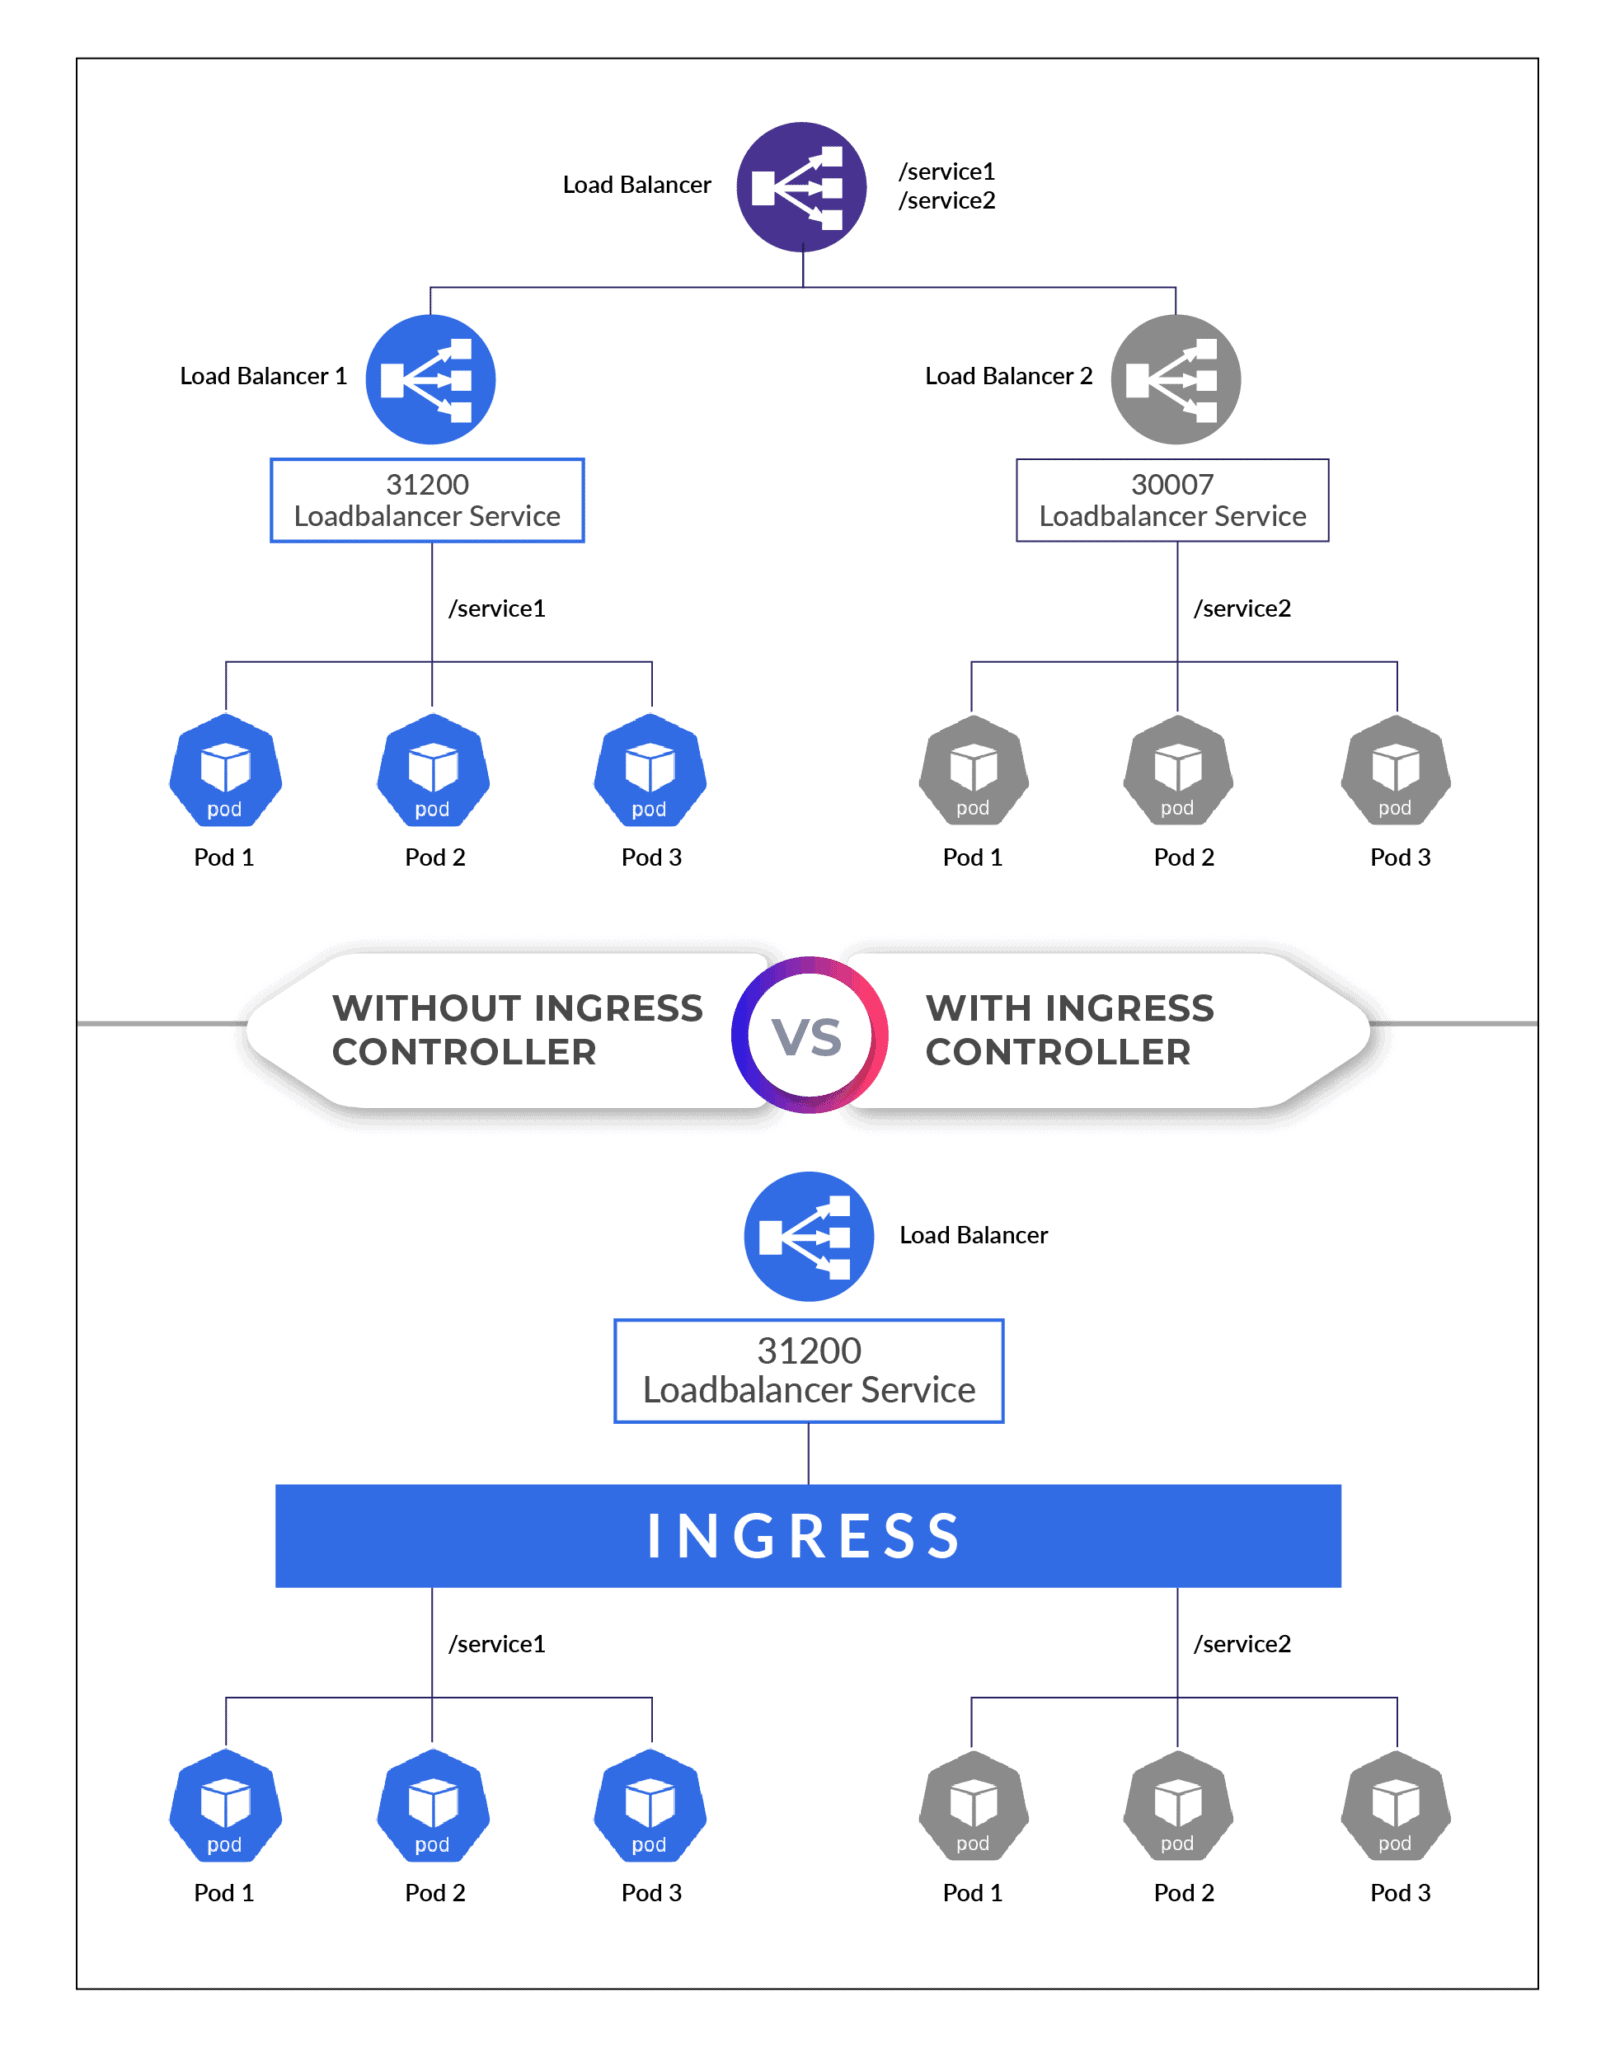 Load Balancer
/service1
/service2
Load Balancer 1
Load Balancer 2
31200
Loadbalancer Service
30007
Loadbalancer Service
/service1
/service2
pod
pod
pod
pod
pod
pod
Pod 1
Pod 2
Pod 3
Pod 1
Pod 2
Pod 3
WITHOUT INGRESS
CONTROLLER
VS
WITH INGRESS
CONTROLLER
Load Balancer
31200
Loadbalancer Service
INGRESS
/service1
/service2
pod
pod
pod
pod
pod
pod
Pod 1
Pod 2
Pod 3
Pod 1
Pod 2
Pod 3